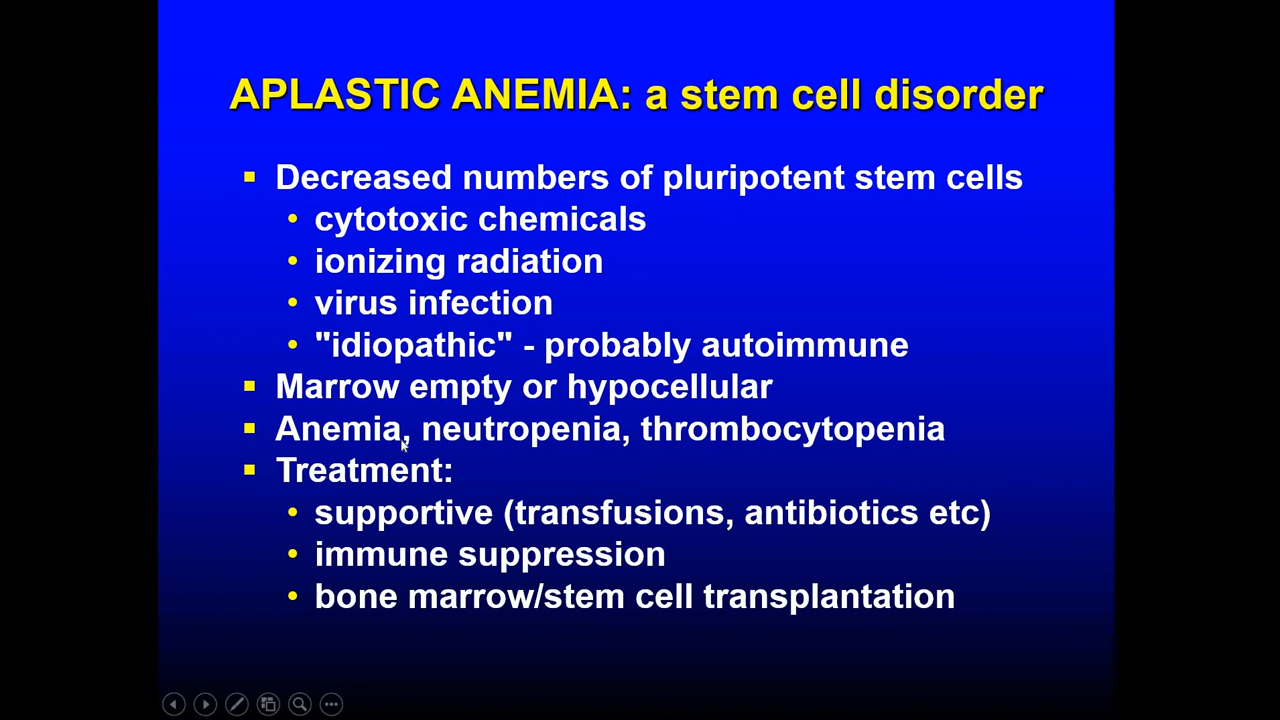 APLASTIC ANEMIA: a stem cell disorder
▪ Decreased numbers of pluripotent stem cells
• cytotoxic chemicals
• ionizing radiation
• virus infection
• "idiopathic" - probably autoimmune
▪ Marrow empty or hypocellular
▪ Anemia, neutropenia, thrombocytopenia
▪ Treatment:
• supportive (transfusions, antibiotics etc)
• immune suppression
• bone marrow/stem cell transplantation